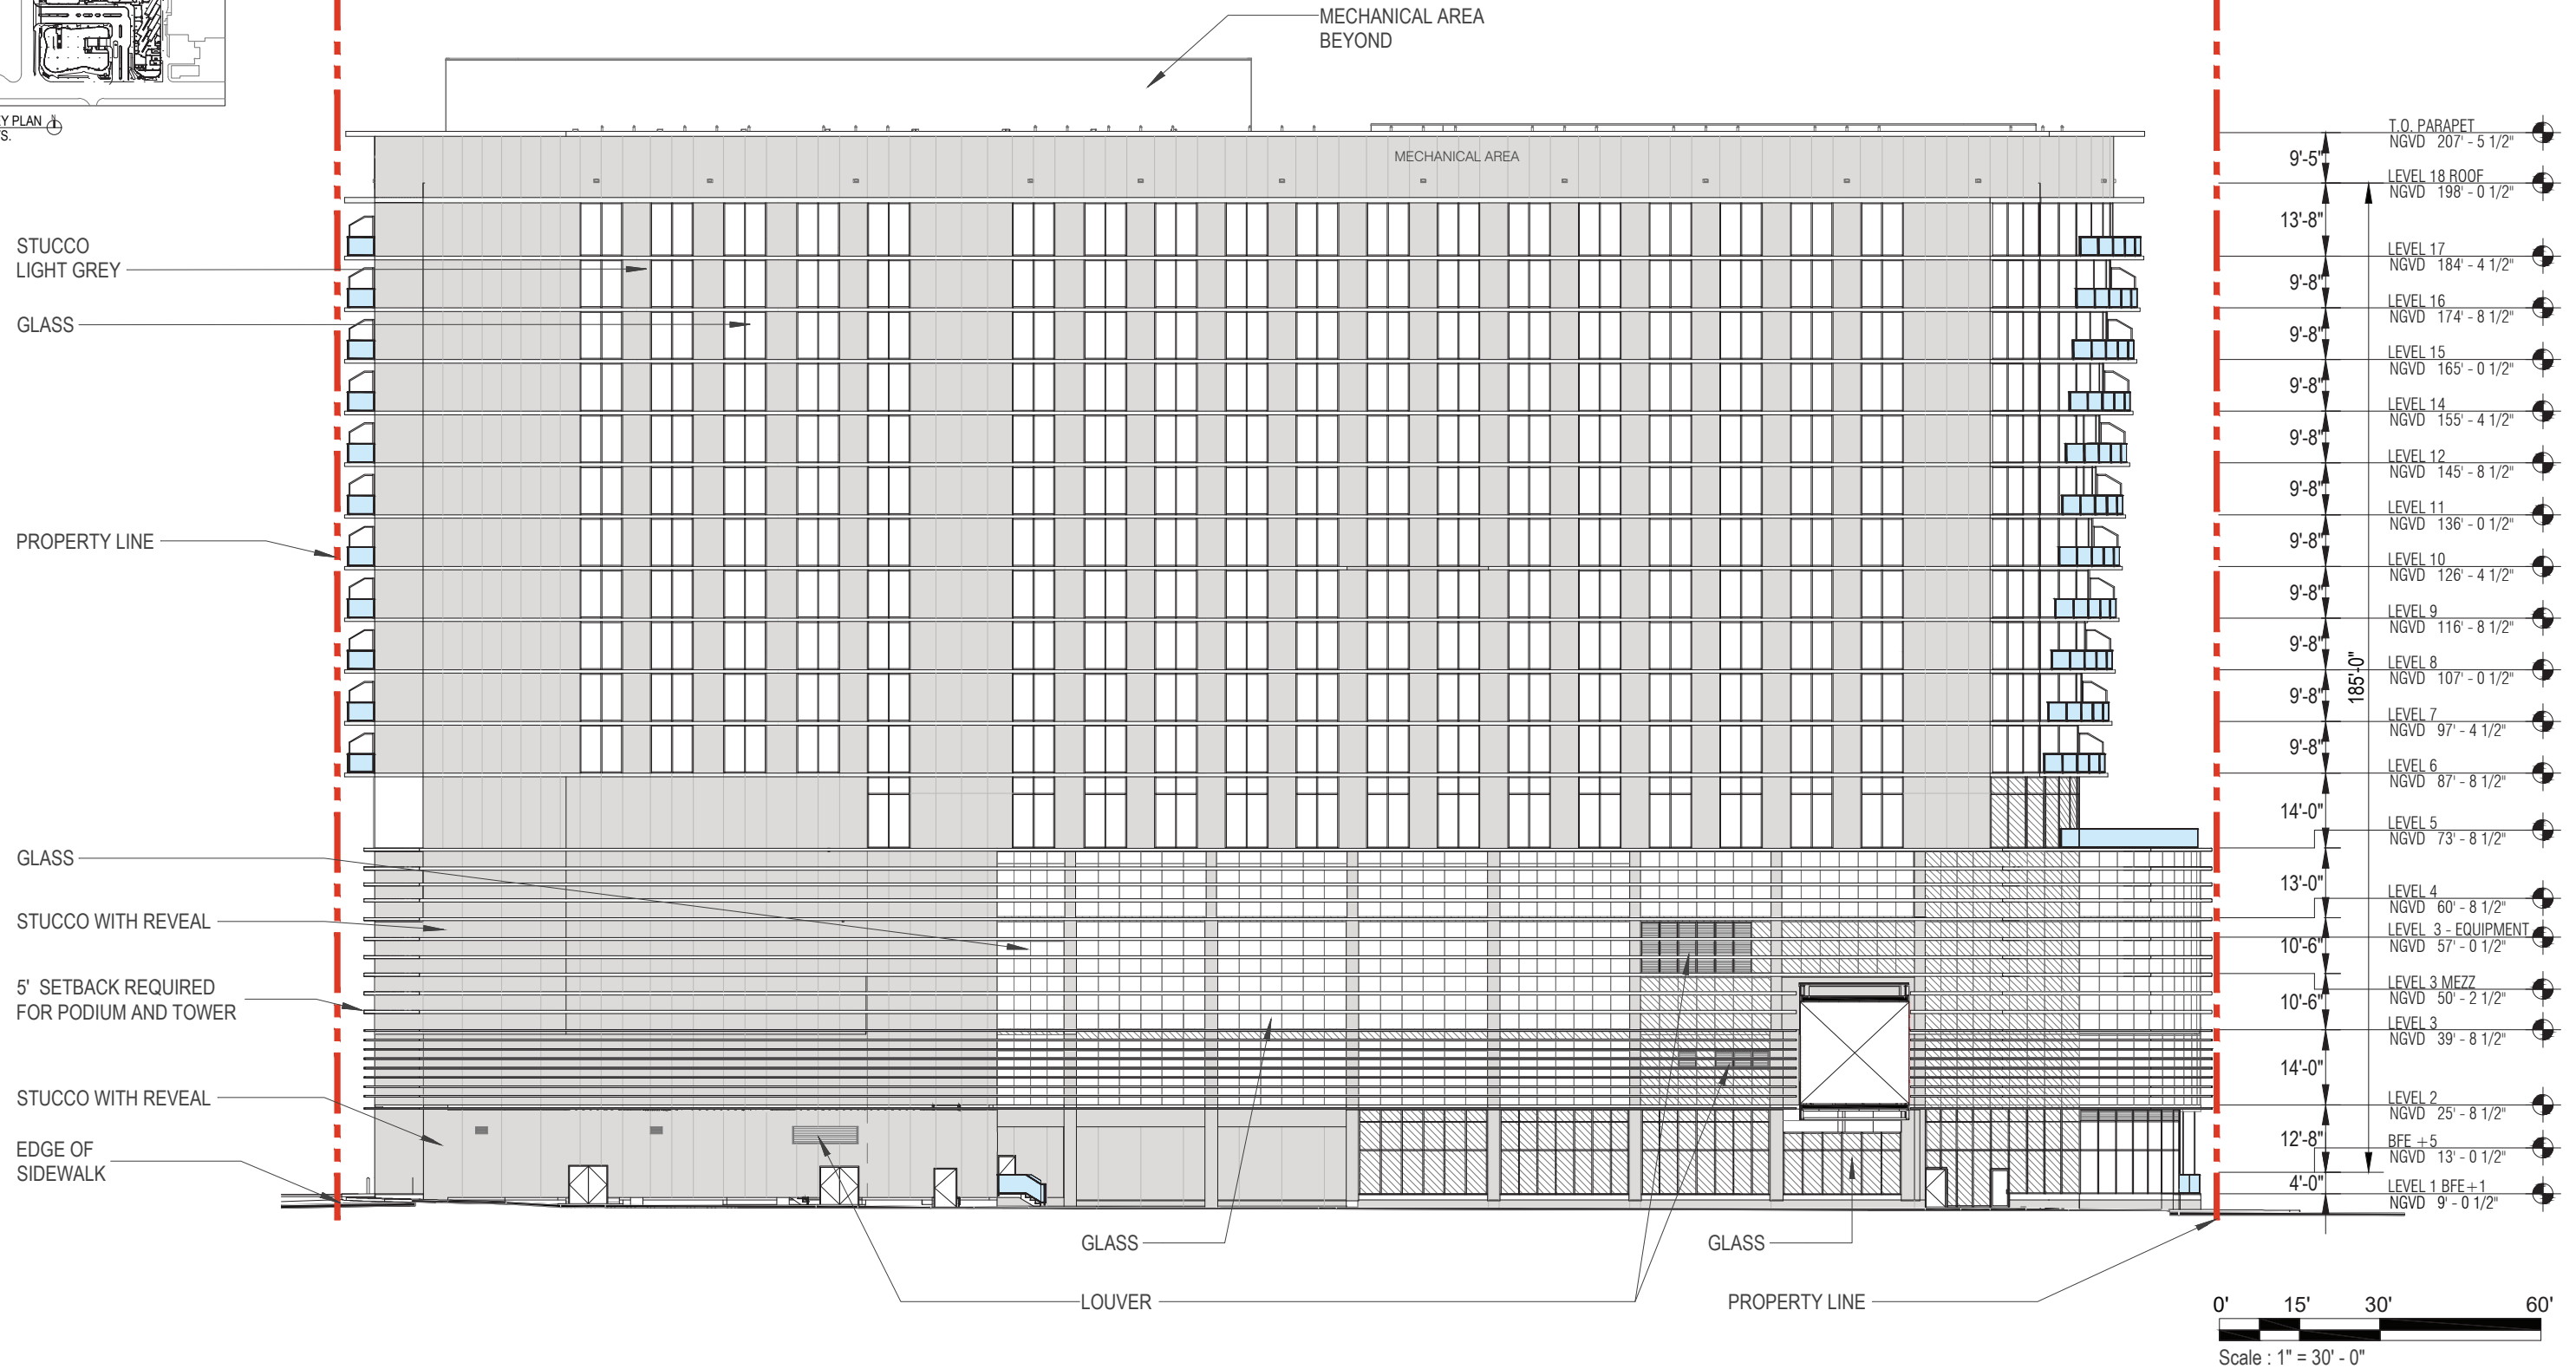 MECHANICAL AREA
BEYOND
Y PLAN
N
S.
MECHANICAL AREA
STUCCO
LIGHT GREY
GLASS
PROPERTY LINE
GLASS
STUCCO WITH REVEAL
5' SETBACK REQUIRED
FOR PODIUM AND TOWER
STUCCO WITH REVEAL
EDGE OF
SIDEWALK
GLASS
GLASS
LOUVER
PROPERTY LINE
T.O. PARAPET
NGVD 207' - 5 1/2"
9'-5"
LEVEL 18 ROOF
NGVD 198' - 0 1/2"
13'-8"
LEVEL 17
NGVD 184' - 4 1/2"
9'-8"
LEVEL 16
NGVD 174' - 8 1/2"
9'-8"
LEVEL 15
NGVD 165' - 0 1/2"
9'-8"
LEVEL 14
NGVD 155' - 4 1/2"
9'-8"
LEVEL 12
NGVD 145' - 8 1/2"
9'-8"
LEVEL 11
NGVD 136' - 0 1/2"
9'-8"
LEVEL 10
NGVD 126' - 4 1/2"
9'-8"
LEVEL 9
NGVD 116' - 8 1/2"
9'-8"
LEVEL 8
NGVD 107' - 0 1/2"
185'-0"
9'-8"
LEVEL 7
NGVD 97' - 4 1/2"
9'-8"
LEVEL 6
NGVD 87' - 8 1/2"
14'-0"
LEVEL 5
NGVD 73' - 8 1/2"
13'-0"
LEVEL 4
NGVD 60' - 8 1/2"
LEVEL 3 - EQUIPMENT
NGVD 57' - 0 1/2"
10'-6"
LEVEL 3 MEZZ
NGVD 50' - 2 1/2"
10'-6"
LEVEL 3
NGVD 39' - 8 1/2"
14'-0"
LEVEL 2
NGVD 25' - 8 1/2"
12'-8"
BFE +5
NGVD 13' - 0 1/2"
4'-0"
LEVEL 1 BFE+1
NGVD 9' - 0 1/2"
0' 15' 30' 60'
Scale : 1" = 30' - 0"